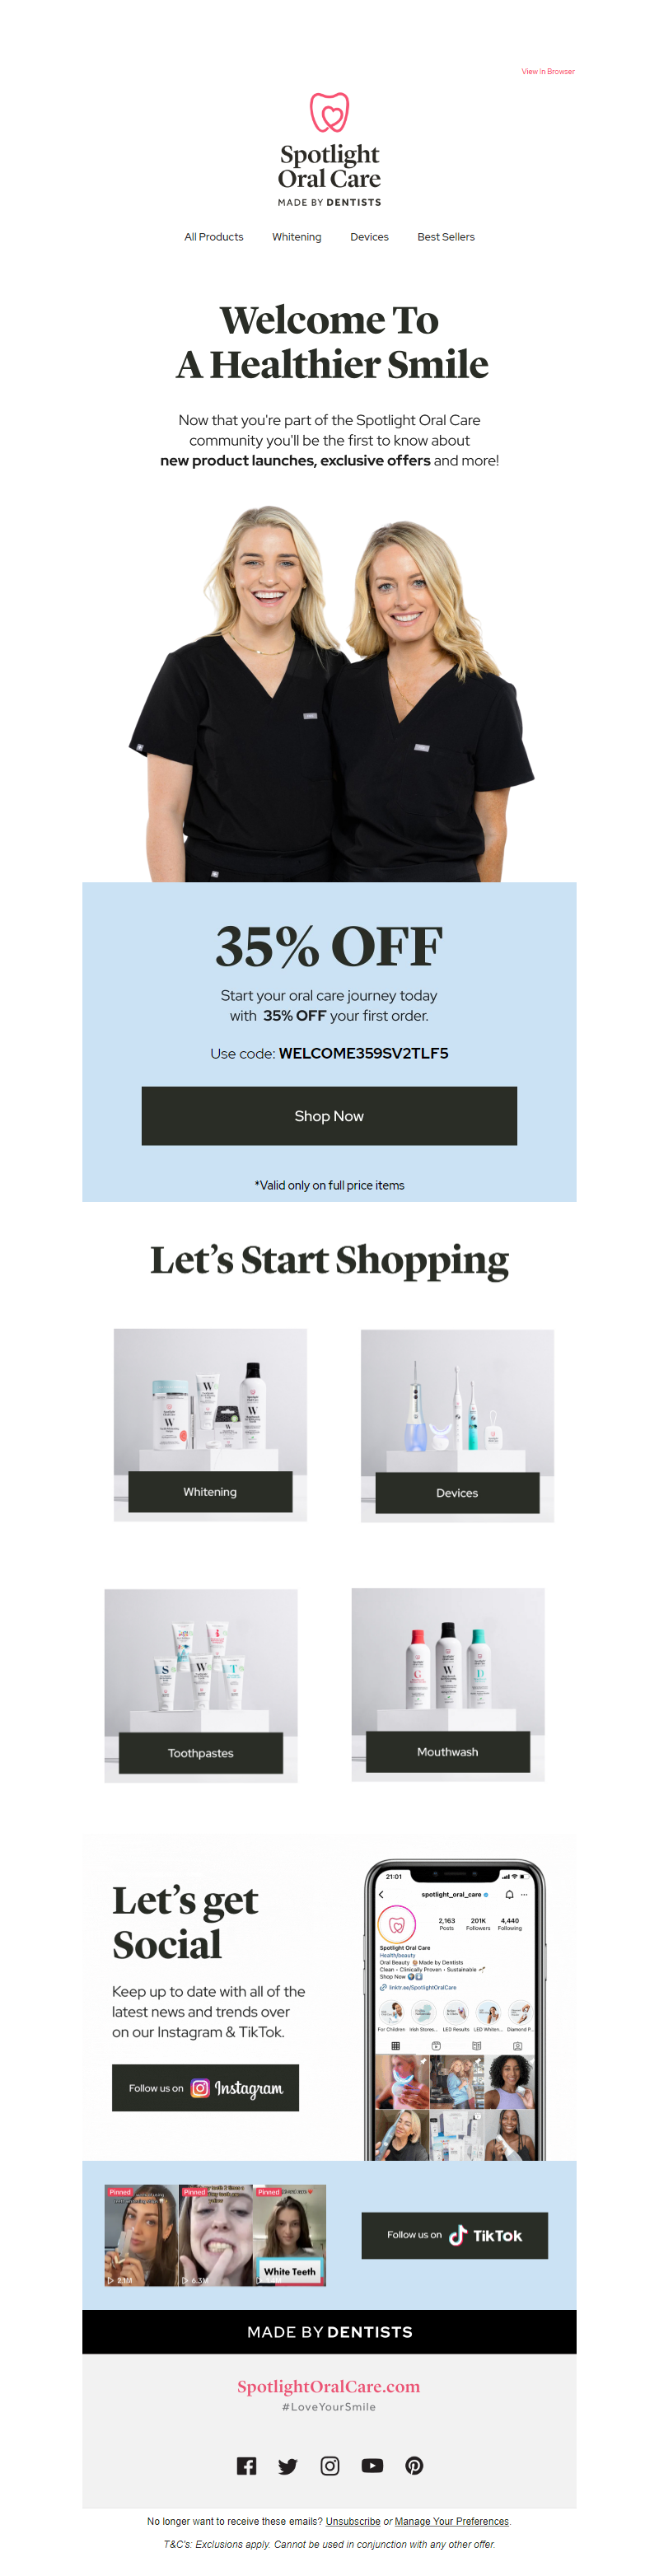 View in Browser
Spotlight
Oral Care
MADE BY DENTISTS
All Products Whitening Devices Best Sellers
Welcome To
A Healthier Smile
Now that you're part of the Spotlight Oral Care
community you'll be the first to know about
new product launches, exclusive offers and more!
35% OFF
Start your oral care journey today
with 35% OFF your first order.
Use code: WELCOME359SV2TLF5
Shop Now
*Valid only on full price items
Let's Start Shopping
Whitening
Devices
Toothpastes
Mouthwash
Let's get
Social
Keep up to date with all of the
latest news and trends over
on our Instagram & TikTok.
Follow us on Instagram
21:01
spotlight_oral_care
2,163 201K 4,440
Posts Followers Following
Spotlight Oral Care
Health/beauty
Oral Beauty Made by Dentists
Clean • Clinically Proven • Sustainable
Shop Now
linktr.ee/SpotlightOralCare
For Children Irish Stores... LED Results LED Whiten... Diamond P...
Pinned Pinned Pinned
White Teeth
2.1M 6.3M
Follow us on TikTok
MADE BY DENTISTS
SpotlightOralCare.com
#LoveYourSmile
No longer want to receive these emails? Unsubscribe or Manage Your Preferences.
T&C's: Exclusions apply. Cannot be used in conjunction with any other offer.